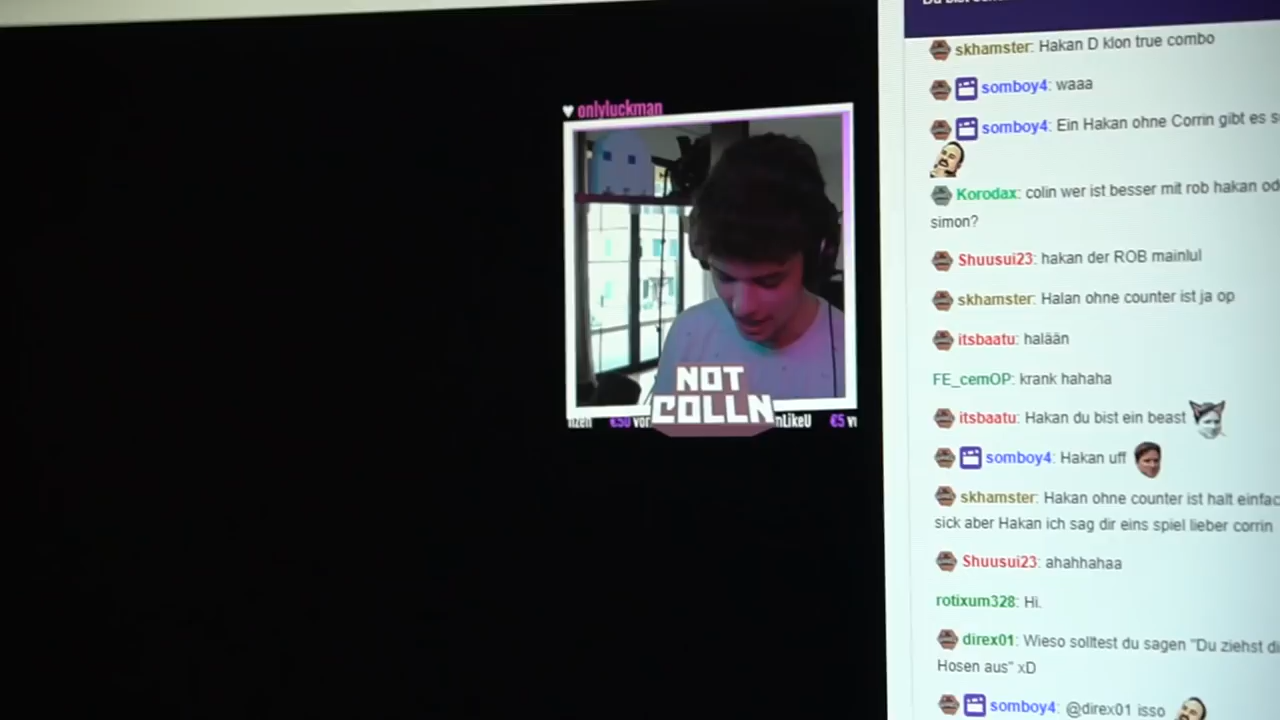 skhamster: Hakan D klon true combo
somboy4: waaa
somboy4: Ein Hakan ohne Corrin gibt es
Korodax: colin wer ist besser mit rob hakan
simon?
Shuusui23: hakan der ROB mainlul
skhamster: Halan ohne counter ist ja op
itsbaatu: halään
FE_cemOP: krank hahaha
itsbaatu: Hakan du bist ein beast
somboy4: Hakan uff
skhamster: Hakan ohne counter ist halt
sick aber Hakan ich sag dir eins spiel lieber corrin
Shuusui23: ahahhahaa
rotixum328: Hi.
direx01: Wieso solltest du sagen "Du ziehst
Hosen aus" xD
somboy4: @direx01 isso
onlyluckman
NOT
COLLN
€50 €5